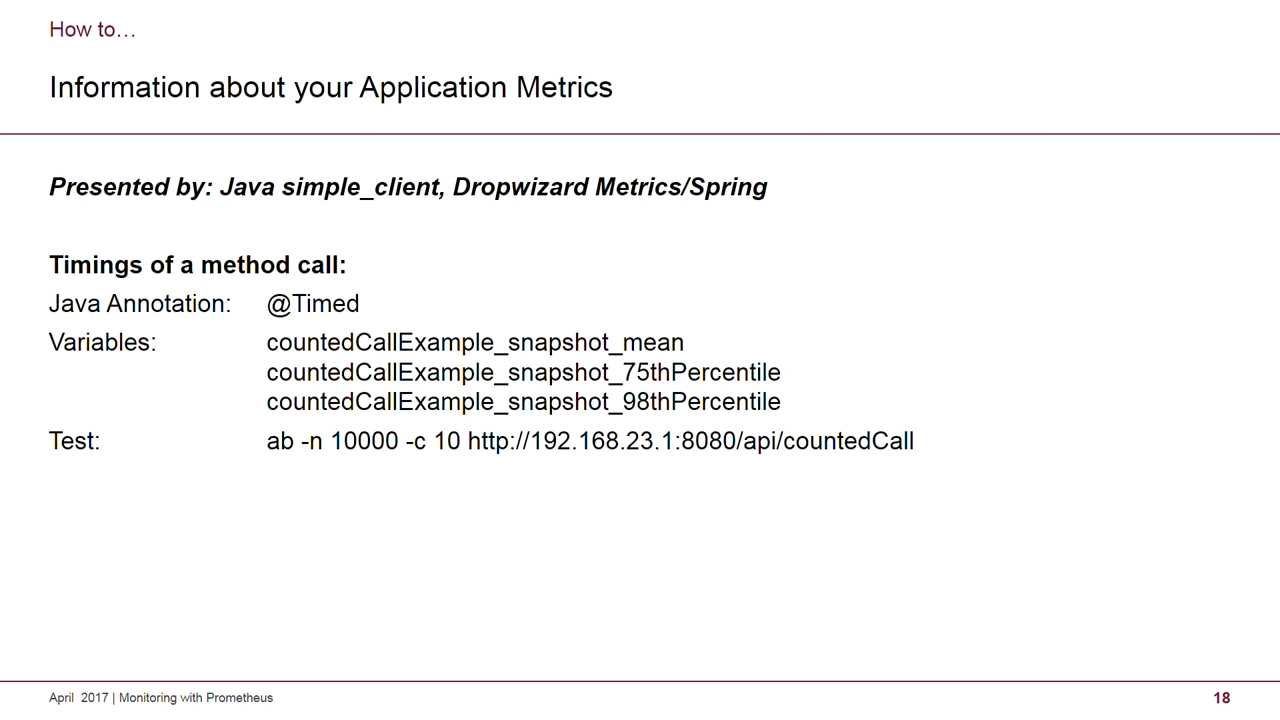 How to…
Information about your Application Metrics
Presented by: Java simple_client, Dropwizard Metrics/Spring
Timings of a method call:
Java Annotation: @Timed
Variables: countedCallExample_snapshot_mean
countedCallExample_snapshot_75thPercentile
countedCallExample_snapshot_98thPercentile
Test: ab -n 10000 -c 10 http://192.168.23.1:8080/api/countedCall
April 2017 | Monitoring with Prometheus 18